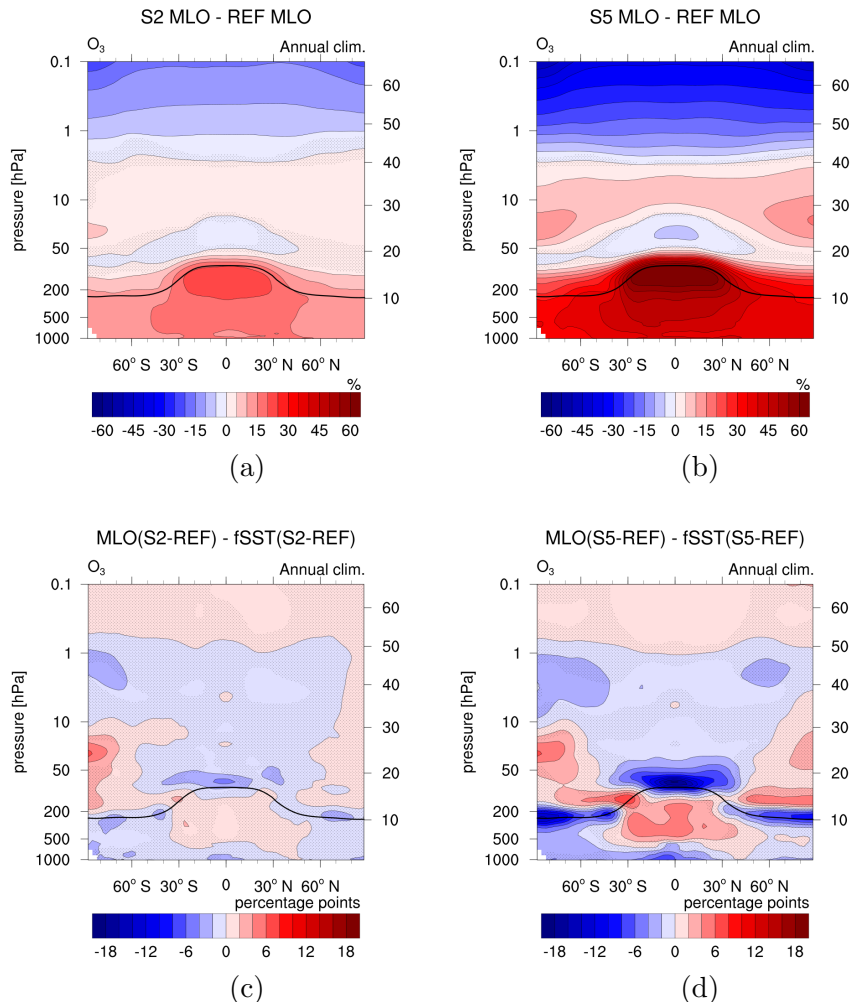 S2 MLO - REF MLO
O3 Annual clim.
0.1
1
10
50
200
500
1000
pressure [hPa]
60
50
40
30
20
10
60° S 30° S 0 30° N 60° N
%
-60 -45 -30 -15 0 15 30 45 60
(a)
S5 MLO - REF MLO
O3 Annual clim.
0.1
1
10
50
200
500
1000
pressure [hPa]
60
50
40
30
20
10
60° S 30° S 0 30° N 60° N
%
-60 -45 -30 -15 0 15 30 45 60
(b)
MLO(S2-REF) - fSST(S2-REF)
O3 Annual clim.
0.1
1
10
50
200
500
1000
pressure [hPa]
60
50
40
30
20
10
60° S 30° S 0 30° N 60° N
percentage points
-18 -12 -6 0 6 12 18
(c)
MLO(S5-REF) - fSST(S5-REF)
O3 Annual clim.
0.1
1
10
50
200
500
1000
pressure [hPa]
60
50
40
30
20
10
60° S 30° S 0 30° N 60° N
percentage points
-18 -12 -6 0 6 12 18
(d)